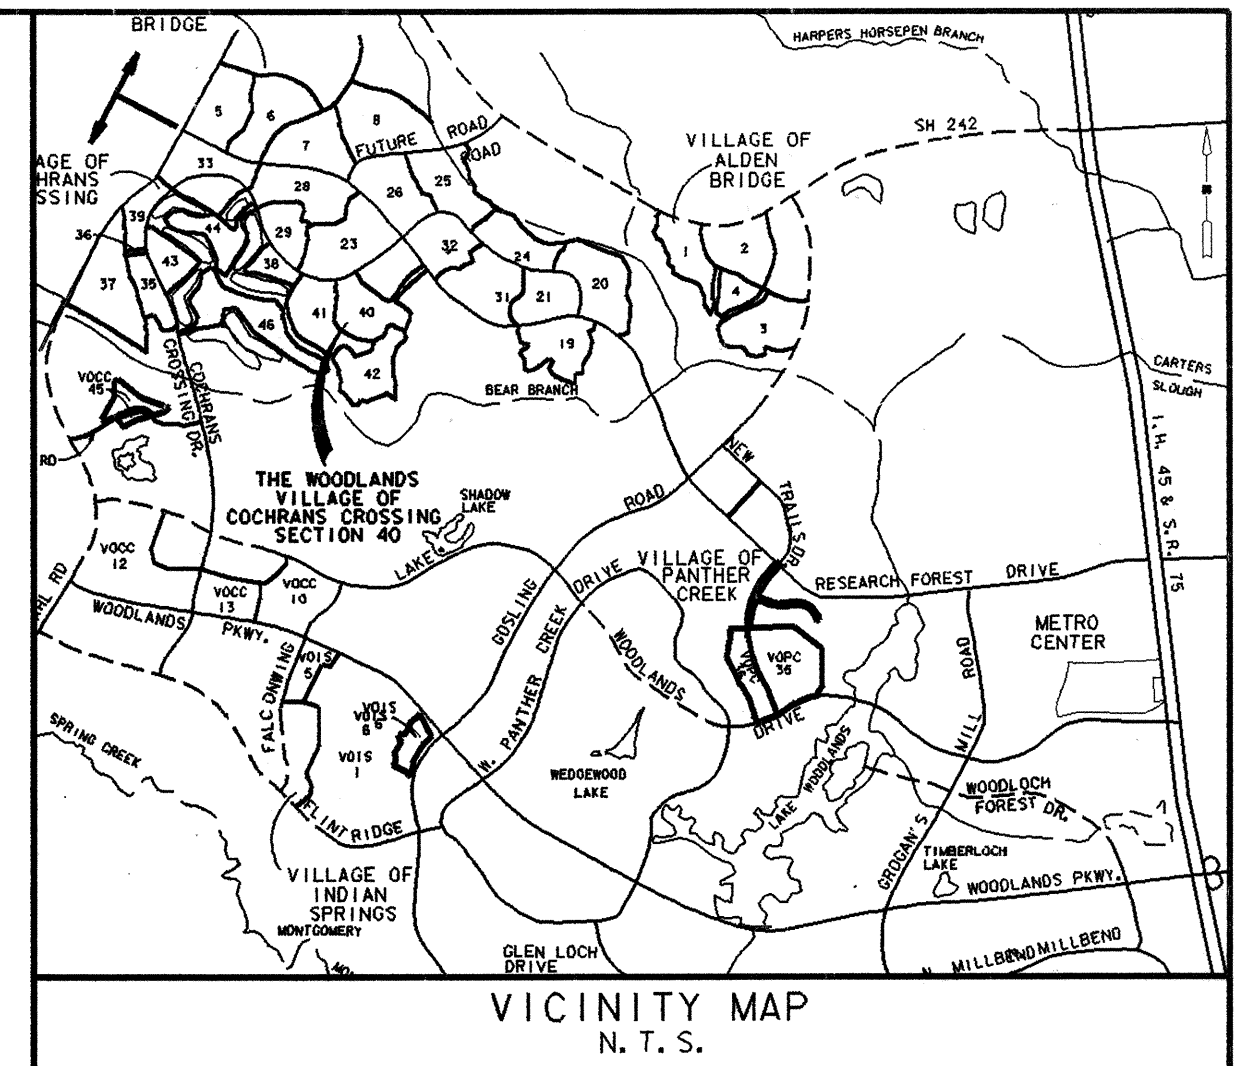 BRIDGE
HARPERS HORSEPEN BRANCH
5
6
8
7
FUTURE ROAD
ROAD
SH 242
VILLAGE OF
ALDEN
BRIDGE
AGE OF
HRANS
SSING
33
28
26
25
39
44
29
23
32
24
36
43
38
37
35
41
40
31
21
20
46
19
42
1
2
4
3
VOCC
45
COCHRANS
CROSSING DR.
BEAR BRANCH
CARTERS
SLOUGH
RD
THE WOODLANDS
VILLAGE OF
COCHRANS CROSSING
SECTION 40
SHADOW
LAKE
LAKE
ROAD
NEW
TRAILS DR.
I.H. 45 & S.R. 75
VOCC
12
VOCC
13
VOCC
10
WOODLANDS PKWY.
GOSLING
DRIVE
VILLAGE OF
PANTHER
CREEK
RESEARCH FOREST DRIVE
METRO
CENTER
W. PANTHER CREEK
WOODLANDS
DRIVE
VOPC
VOPC
36
ROAD
MILL
GROGAN'S
FALCONWING
VOIS
5
VOIS
6
VOIS
6
VOIS
1
SPRING CREEK
WEDGEWOOD
LAKE
LAKE WOODLANDS
WOODLOCH
FOREST DR.
FLINTRIDGE
TIMBERLOCH
LAKE
WOODLANDS PKWY.
VILLAGE OF
INDIAN
SPRINGS
MONTGOMERY
GLEN LOCH
DRIVE
N. MILLBEND
MILLBEND
VICINITY MAP
N. T. S.